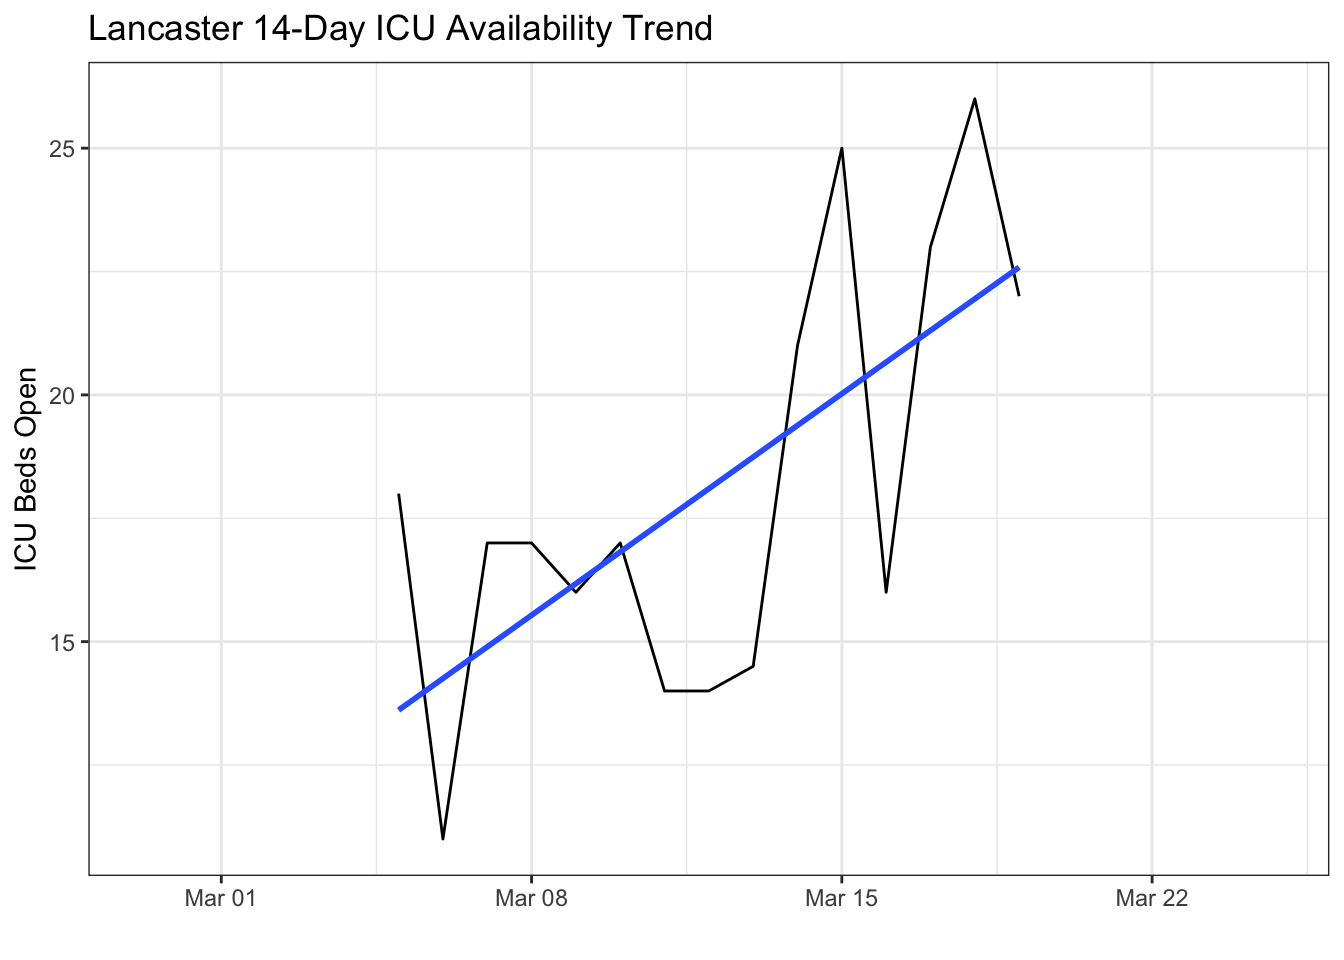 Lancaster 14-Day ICU Availability Trend
ICU Beds Open
25
20
15
Mar 01 Mar 08 Mar 15 Mar 22